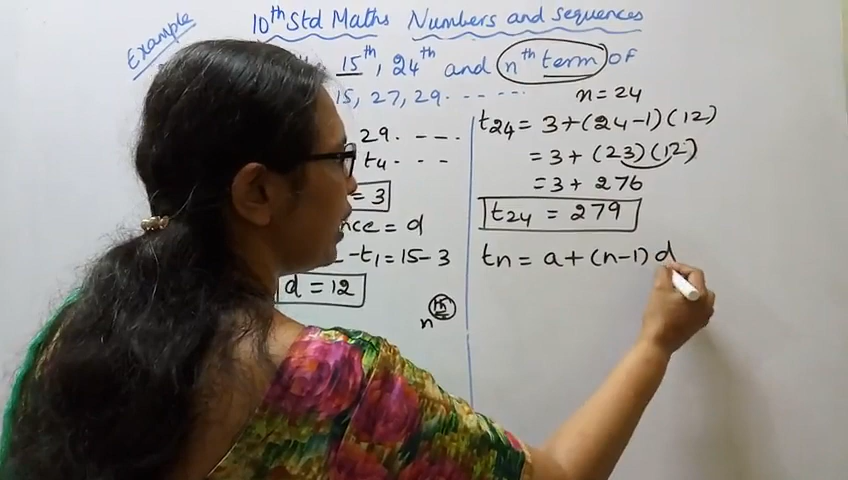 10th Std Maths Numbers and sequences
Example
15th, 24th and nth term of
15, 27, 29. - - - - - .
29. - - - .
t4. - - -
= 3
nce = d
- t1 = 15 - 3
d = 12
nth
n = 24
t24 = 3 + (24 - 1) (12)
= 3 + (23) (12)
= 3 + 276
t24 = 279
tn = a + (n - 1) d